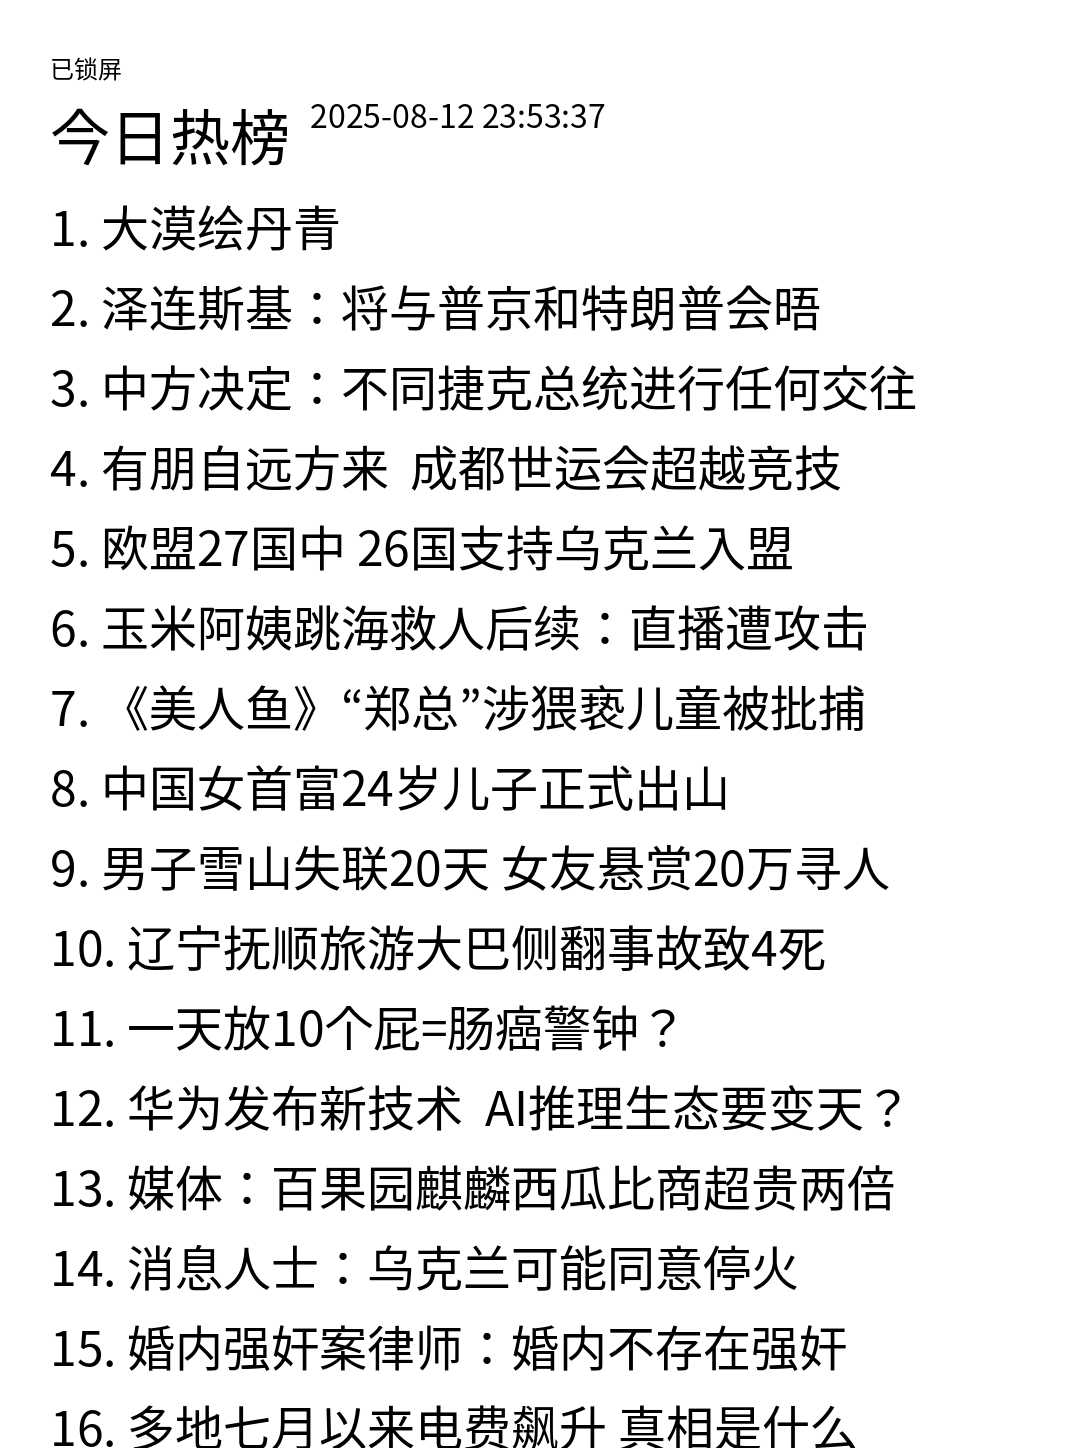 已锁屏
今日热榜 2025-08-12 23:53:37
1. 大漠绘丹青
2. 泽连斯基：将与普京和特朗普会晤
3. 中方决定：不同捷克总统进行任何交往
4. 有朋自远方来  成都世运会超越竞技
5. 欧盟27国中 26国支持乌克兰入盟
6. 玉米阿姨跳海救人后续：直播遭攻击
7. 《美人鱼》“郑总”涉猥亵儿童被批捕
8. 中国女首富24岁儿子正式出山
9. 男子雪山失联20天 女友悬赏20万寻人
10. 辽宁抚顺旅游大巴侧翻事故致4死
11. 一天放10个屁=肠癌警钟？
12. 华为发布新技术  AI推理生态要变天？
13. 媒体：百果园麒麟西瓜比商超贵两倍
14. 消息人士：乌克兰可能同意停火
15. 婚内强奸案律师：婚内不存在强奸
16. 多地七月以来电费飙升 真相是什么